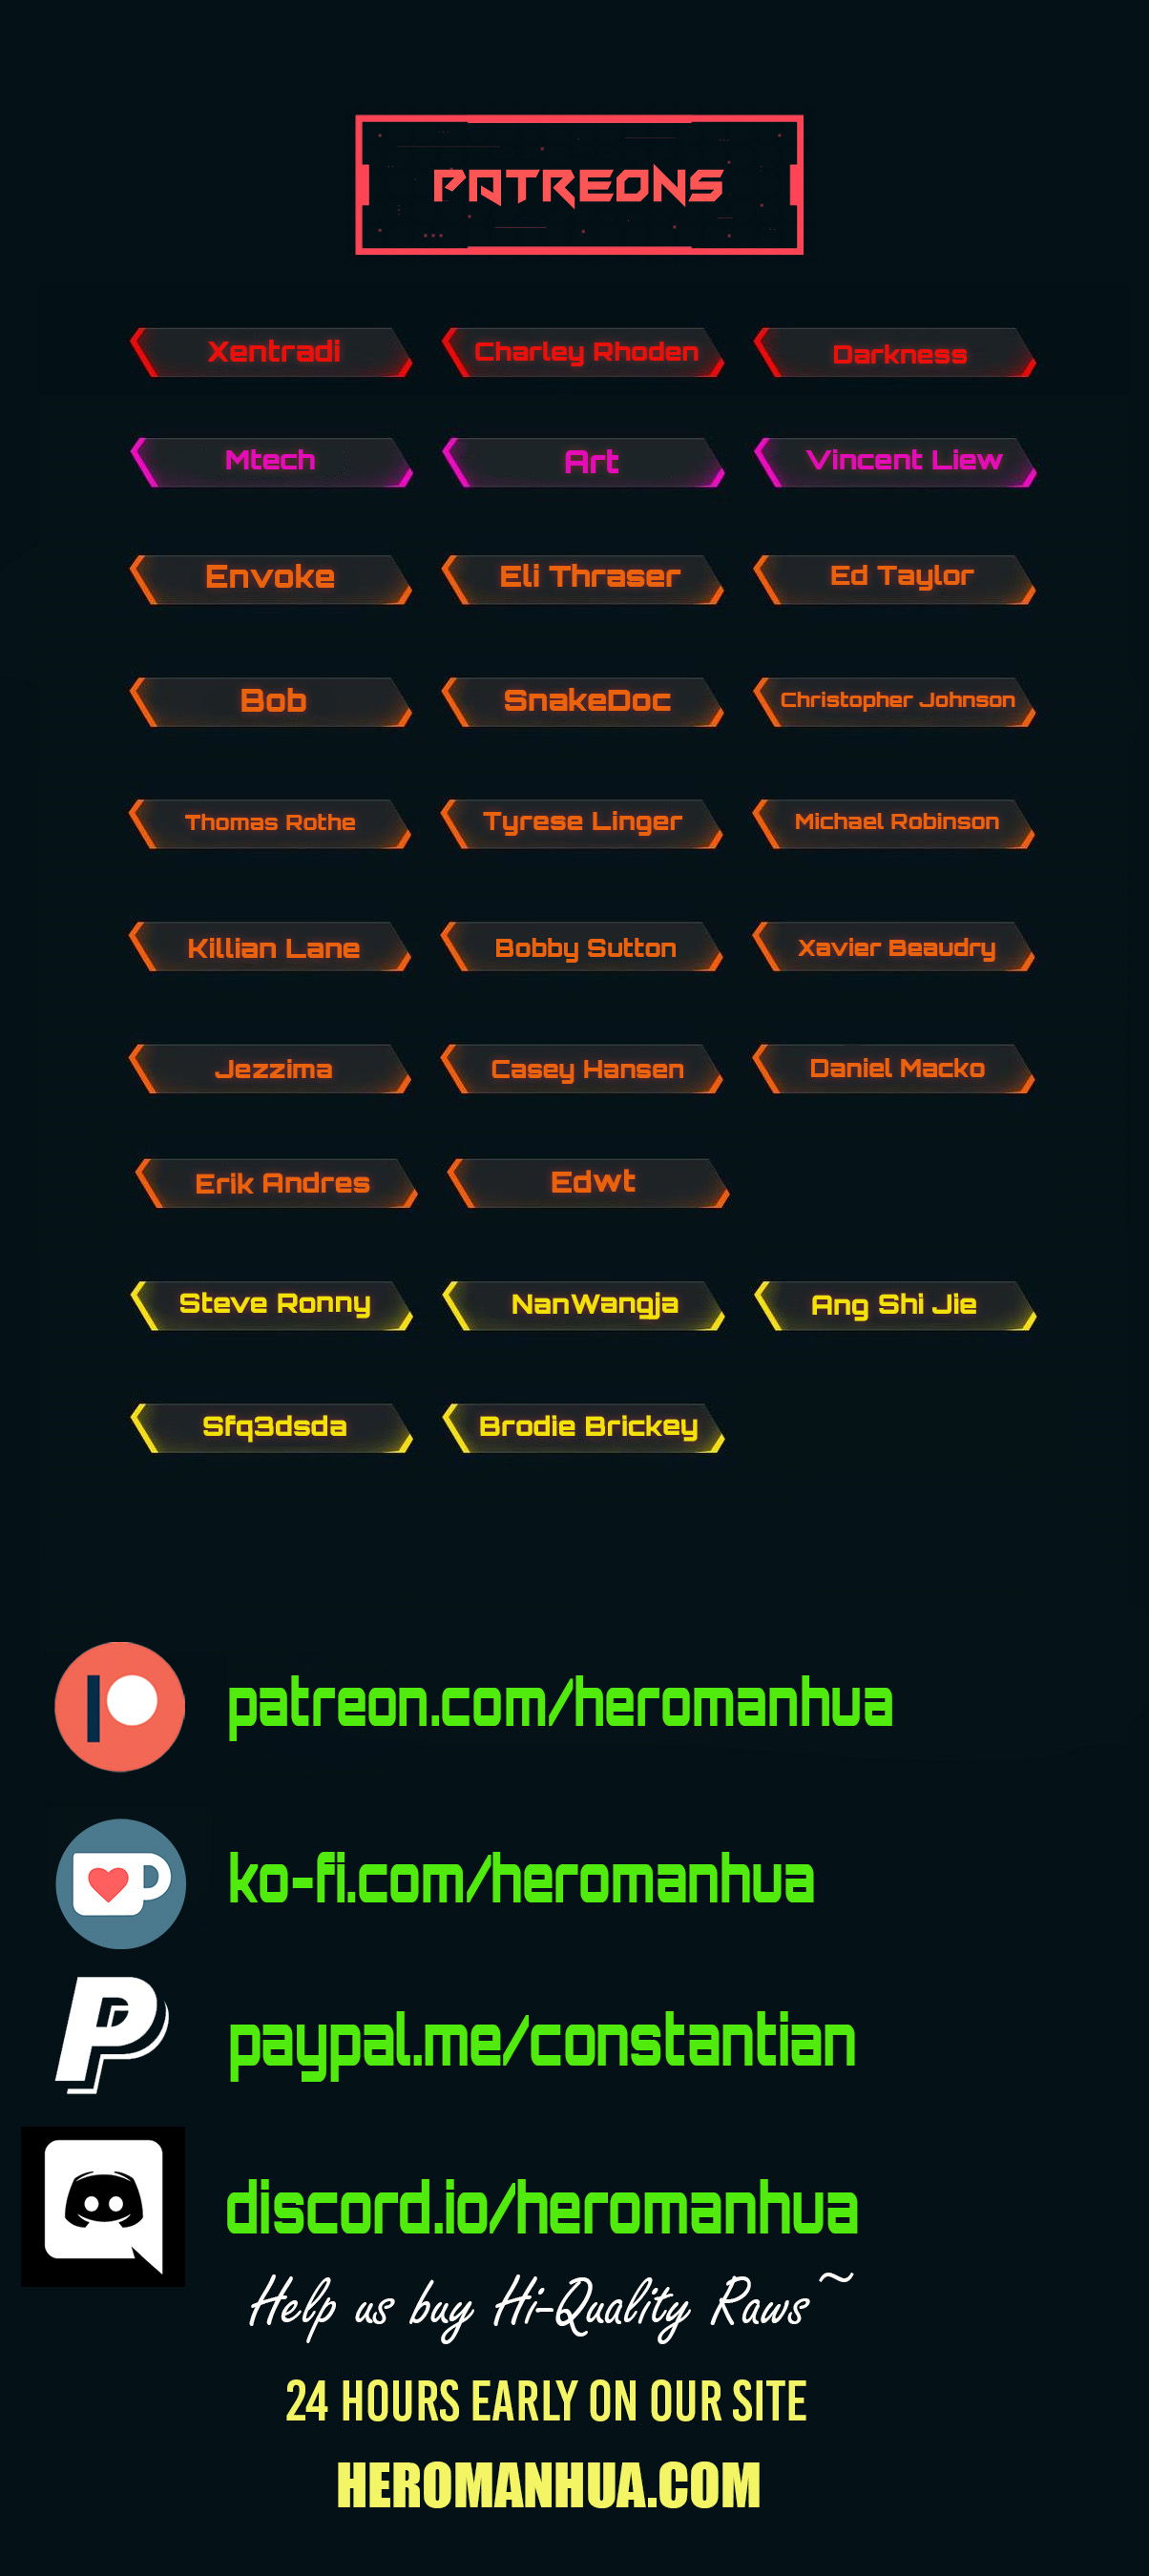 PATREONS
Xentradi Charley Rhoden Darkness
Mtech Art Vincent Liew
Envoke Eli Thraser Ed Taylor
Bob SnakeDoc Christopher Johnson
Thomas Rothe Tyrese Linger Michael Robinson
Killian Lane Bobby Sutton Xavier Beaudry
Jezzima Casey Hansen Daniel Macko
Erik Andres Edwt
Steve Ronny NanWangja Ang Shi Jie
Sfq3dsda Brodie Brickey
patreon.com/heromanhua
ko-fi.com/heromanhua
paypal.me/constantian
discord.io/heromanhua
Help us buy Hi-Quality Raws~
24 HOURS EARLY ON OUR SITE
HEROMANHUA.COM